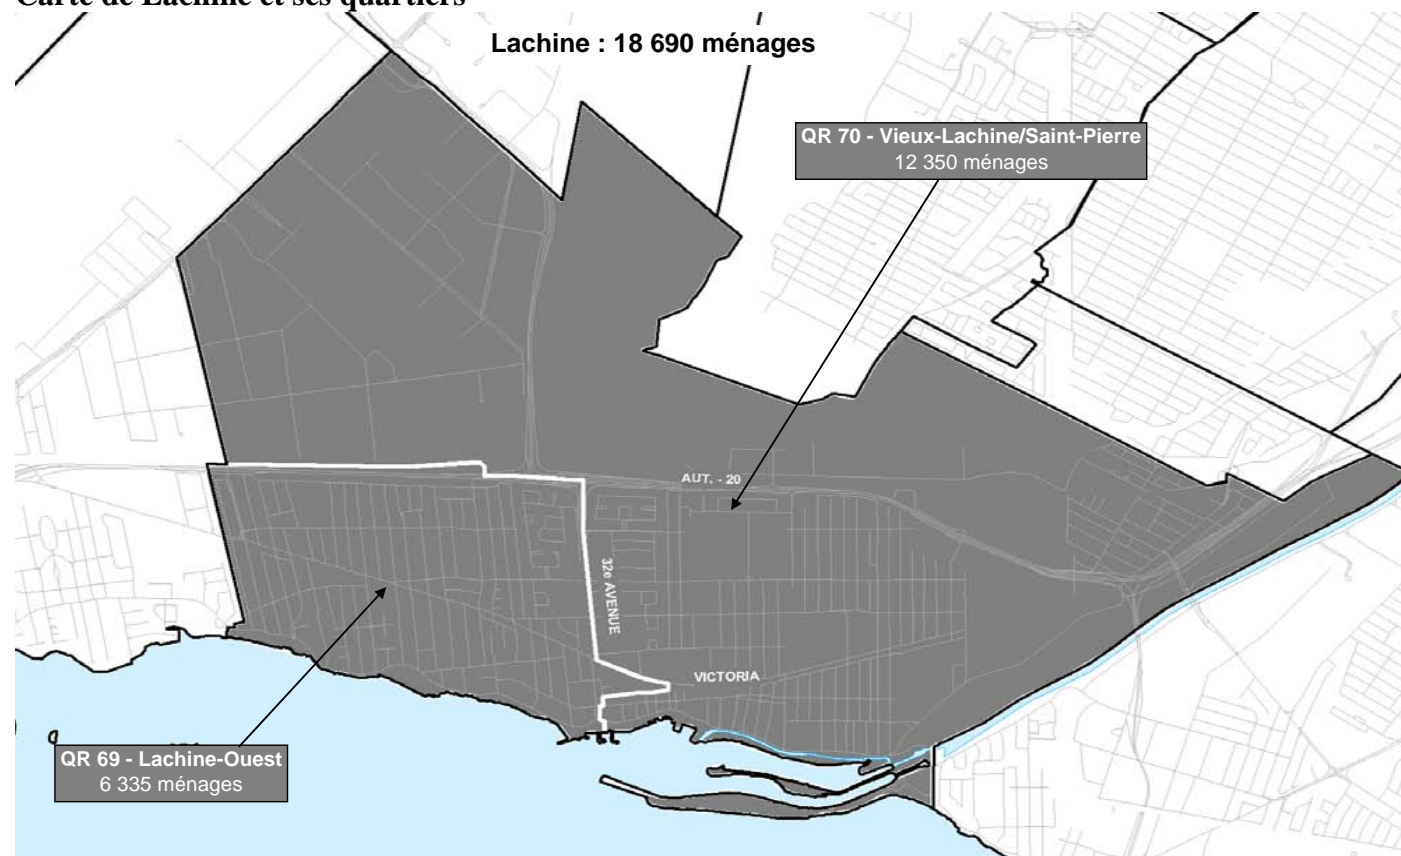 Carte de Lachine et ses quartiers
Lachine : 18 690 ménages
QR 70 - Vieux-Lachine/Saint-Pierre
12 350 ménages
AUT. - 20
32e AVENUE
VICTORIA
QR 69 - Lachine-Ouest
6 335 ménages